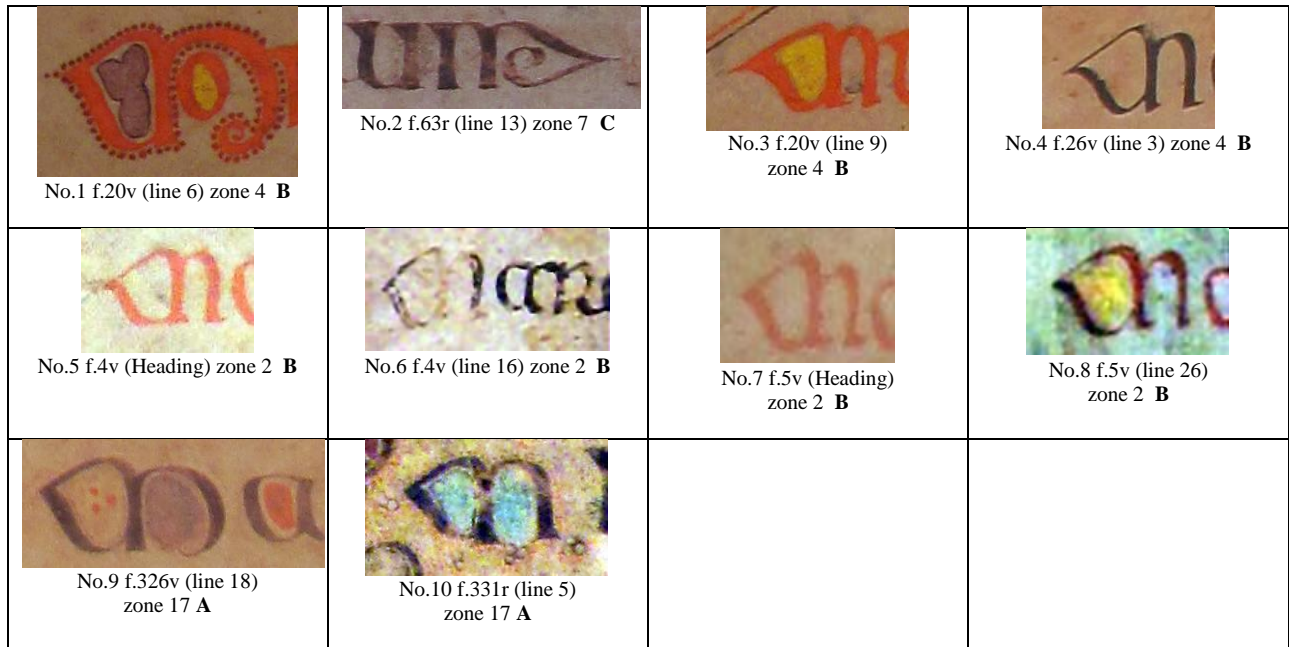 No.1 f.20v (line 6) zone 4 B
No.2 f.63r (line 13) zone 7 C
No.3 f.20v (line 9)
zone 4 B
No.4 f.26v (line 3) zone 4 B
No.5 f.4v (Heading) zone 2 B
No.6 f.4v (line 16) zone 2 B
No.7 f.5v (Heading)
zone 2 B
No.8 f.5v (line 26)
zone 2 B
No.9 f.326v (line 18)
zone 17 A
No.10 f.331r (line 5)
zone 17 A